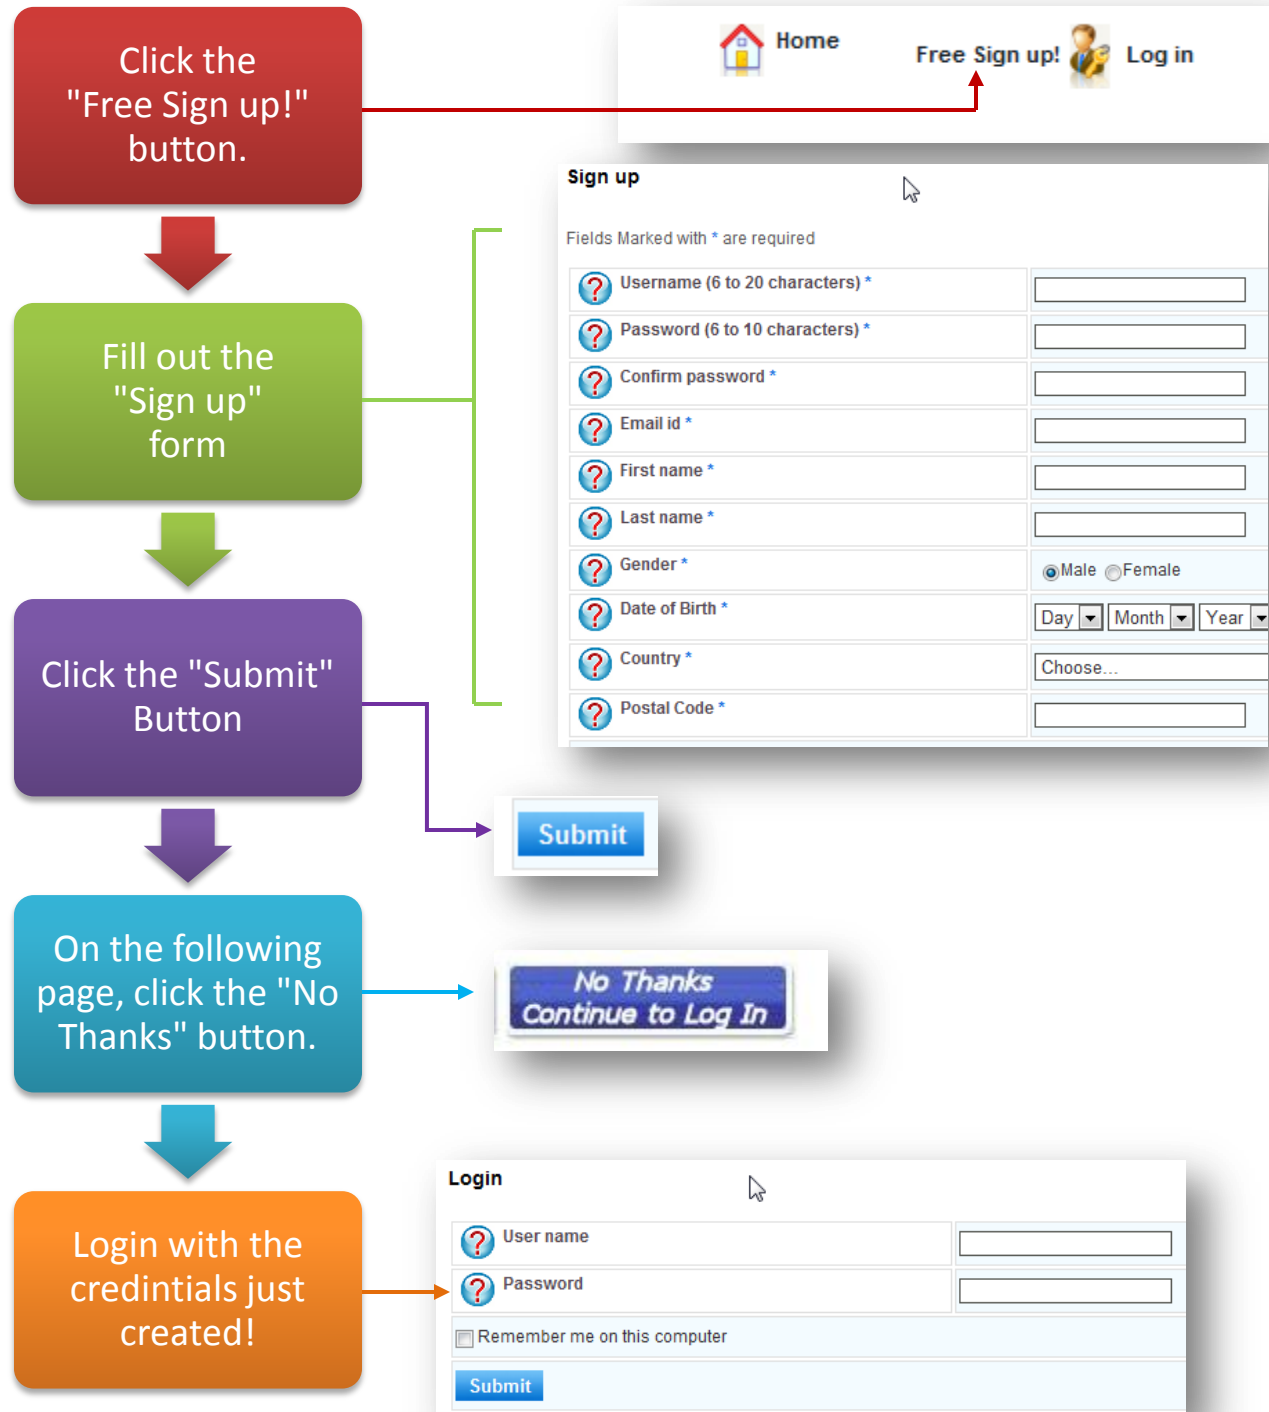 Click the
"Free Sign up!"
button.
Home
Free Sign up!
Log in
Sign up
Fields Marked with * are required
Username (6 to 20 characters) *
Password (6 to 10 characters) *
Confirm password *
Email id *
First name *
Last name *
Gender *
Male Female
Date of Birth *
Day Month Year
Country *
Choose...
Postal Code *
Fill out the
"Sign up"
form
Click the "Submit"
Button
Submit
On the following
page, click the "No
Thanks" button.
No Thanks
Continue to Log In
Login with the
credintials just
created!
Login
User name
Password
Remember me on this computer
Submit